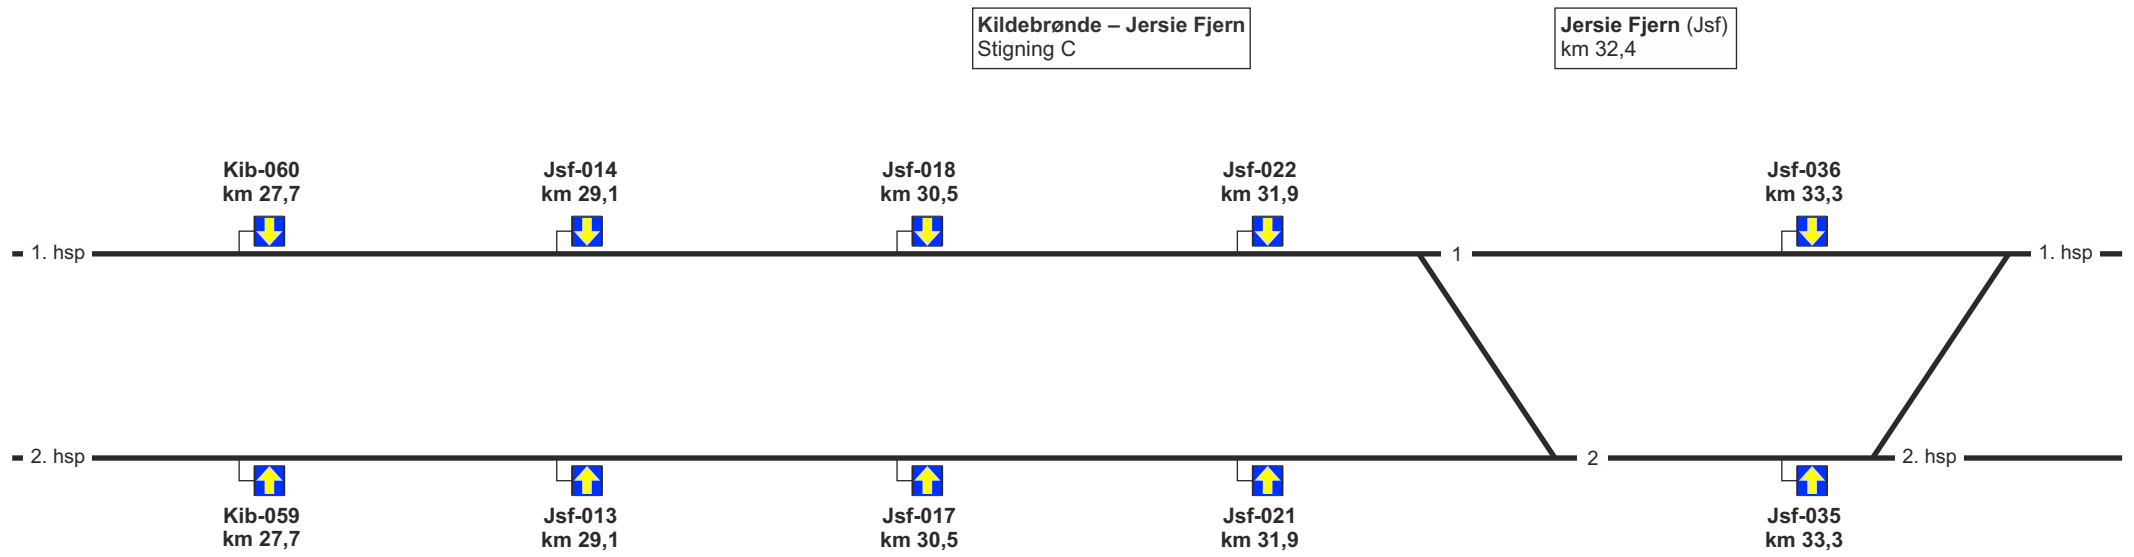 Kildebrønde – Jersie Fjern
Stigning C
Jersie Fjern (Jsf)
km 32,4
Kib-060
km 27,7
Jsf-014
km 29,1
Jsf-018
km 30,5
Jsf-022
km 31,9
Jsf-036
km 33,3
1. hsp
1
1. hsp
2. hsp
2
2. hsp
Kib-059
km 27,7
Jsf-013
km 29,1
Jsf-017
km 30,5
Jsf-021
km 31,9
Jsf-035
km 33,3